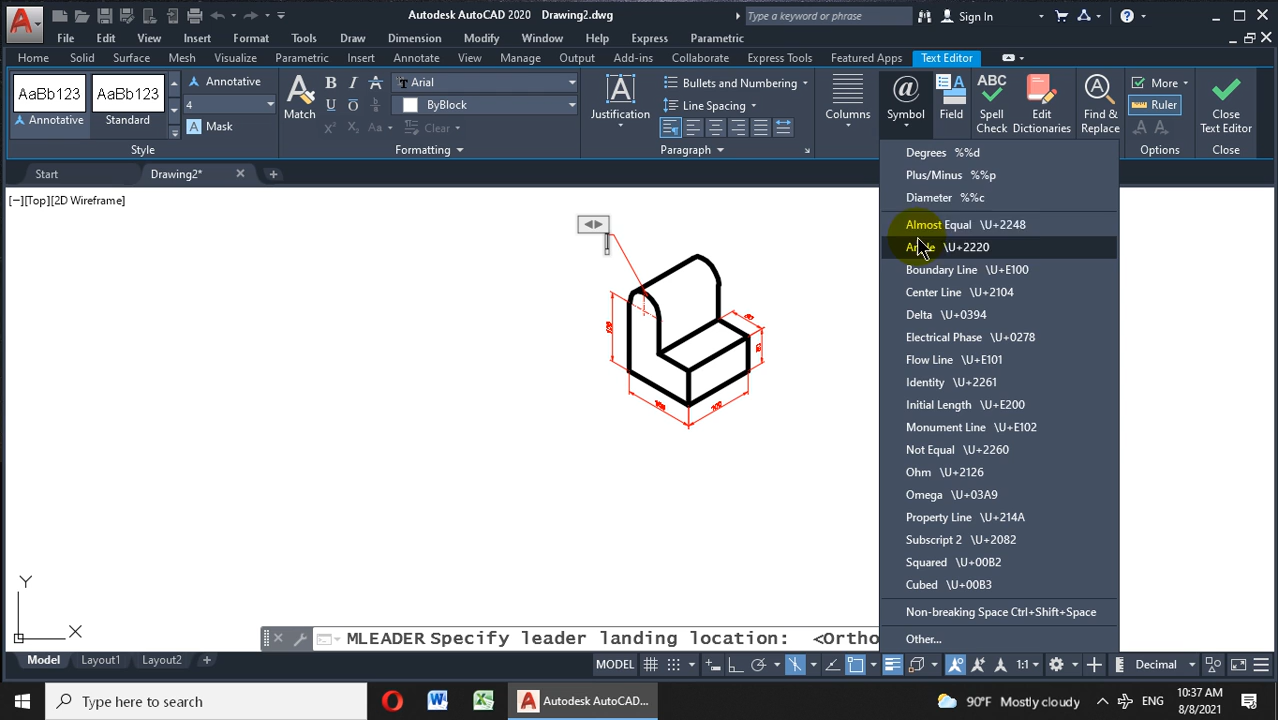 Autodesk AutoCAD 2020 Drawing2.dwg
Type a keyword or phrase
Sign In
File Edit View Insert Format Tools Draw Dimension Modify Window Help Express Parametric
Home Solid Surface Mesh Visualize Parametric Insert Annotate View Manage Output Add-ins Collaborate Express Tools Featured Apps Text Editor
AaBb123 AaBb123
Annotative Standard
Annotative
4
Mask
Style
Match
B I A
Arial
U O
ByBlock
Clear
Formatting
Justification
Bullets and Numbering
Line Spacing
Paragraph
Columns
@
Symbol
Field
ABC
Spell
Check
Edit
Dictionaries
Find &
Replace
More
Ruler
Options
Close
Text Editor
Close
Start Drawing2*
[−][Top][2D Wireframe]
Degrees %%d
Plus/Minus %%p
Diameter %%c
Almost Equal \U+2248
Angle \U+2220
Boundary Line \U+E100
Center Line \U+2104
Delta \U+0394
Electrical Phase \U+0278
Flow Line \U+E101
Identity \U+2261
Initial Length \U+E200
Monument Line \U+E102
Not Equal \U+2260
Ohm \U+2126
Omega \U+03A9
Property Line \U+214A
Subscript 2 \U+2082
Squared \U+00B2
Cubed \U+00B3
Non-breaking Space Ctrl+Shift+Space
Other...
Y
X
MLEADER Specify leader landing location: <Ortho
Model Layout1 Layout2 +
MODEL 1:1 Decimal
Type here to search
Autodesk AutoCAD...
90°F Mostly cloudy
ENG
10:37 AM
8/8/2021